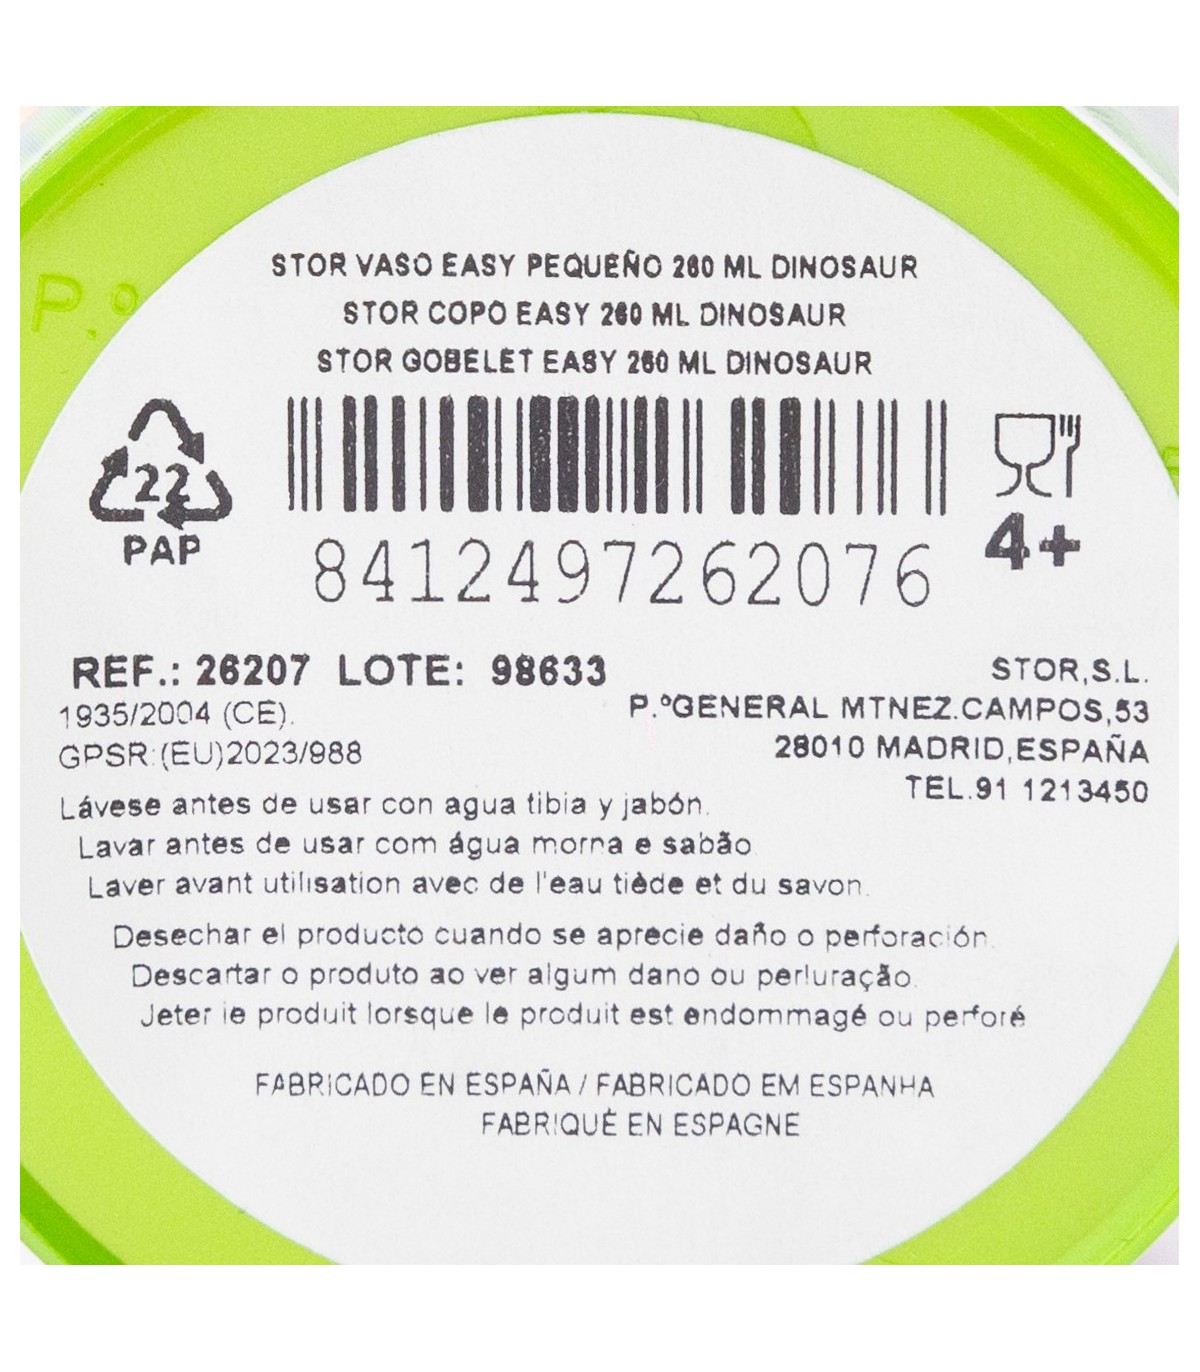 STOR VASO EASY PEQUEÑO 260 ML DINOSAUR
STOR COPO EASY 260 ML DINOSAUR
STOR GOBELET EASY 260 ML DINOSAUR
P.º
22
PAP
8412497262076
4+
REF.: 26207 LOTE: 98633
1935/2004 (CE).
GPSR:(EU)2023/988
STOR,S.L.
P.ºGENERAL MTNEZ.CAMPOS,53
28010 MADRID,ESPAÑA
TEL.91 1213450
Lávese antes de usar con agua tibia y jabón.
Lavar antes de usar com água morna e sabão
Laver avant utilisation avec de l'eau tiède et du savon.
Desechar el producto cuando se aprecie daño o perforación.
Descartar o produto ao ver algum dano ou perfuração.
Jeter le produit lorsque le produit est endommagé ou perforé
FABRICADO EN ESPAÑA / FABRICADO EM ESPANHA
FABRIQUÉ EN ESPAGNE